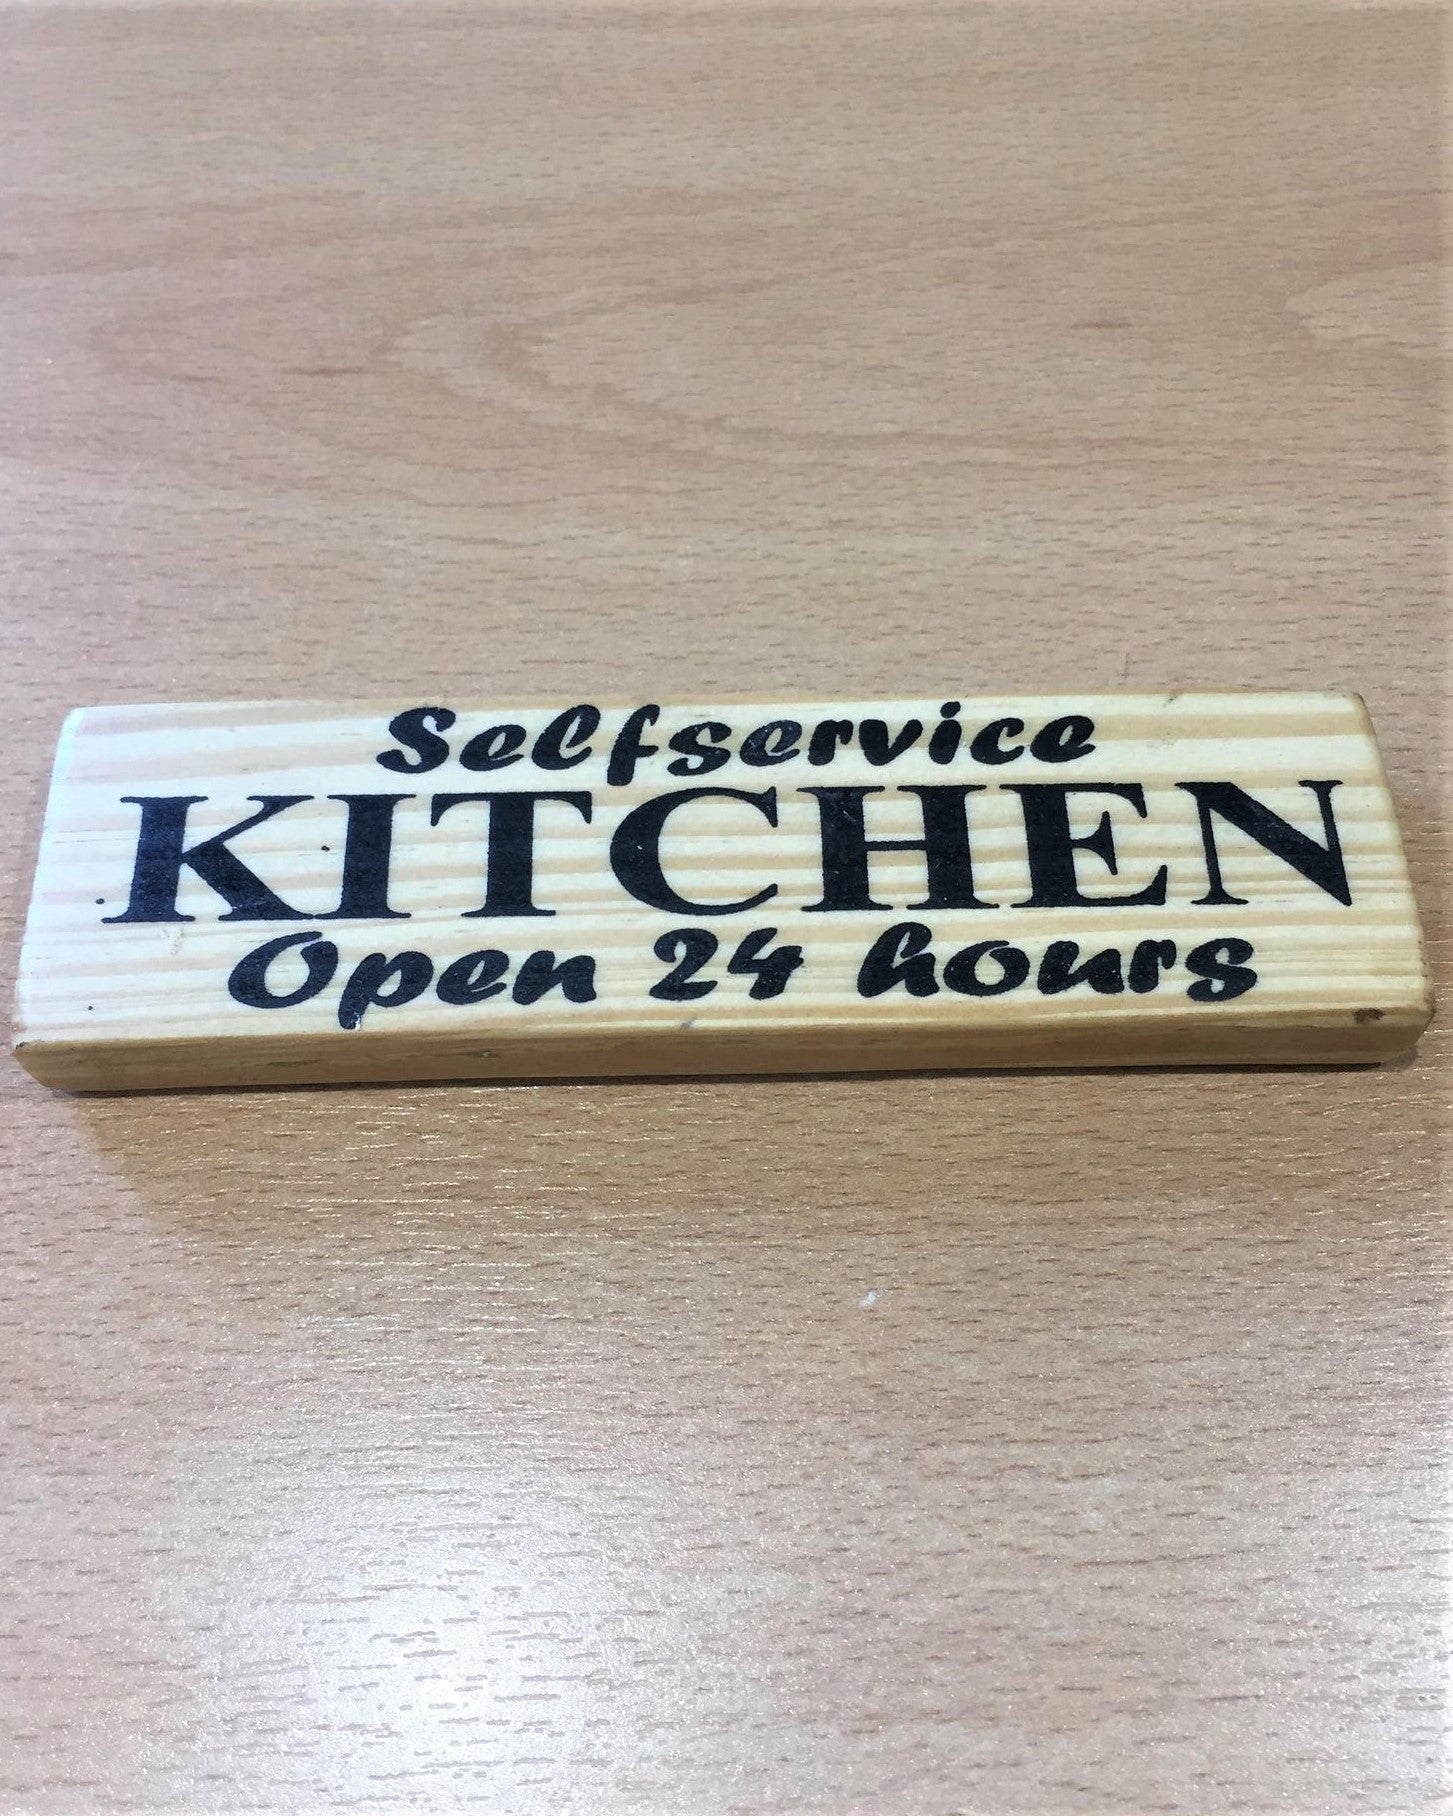 Selfservice
KITCHEN
Open 24 hours